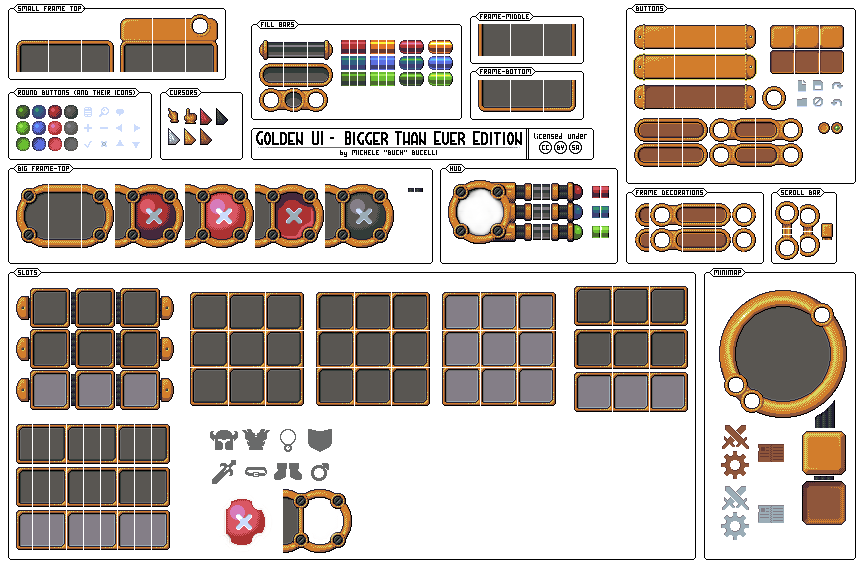 SMALL FRAME TOP
FILL BARS
FRAME-MIDDLE
BUTTONS
FRAME-BOTTOM
ROUND BUTTONS (AND THEIR ICONS)
CURSORS
GOLDEN UI - BIGGER THAN EVER EDITION
by MICHELE "BUCH" BUCELLI
licensed under
CC BY SA
BIG FRAME-TOP
HUD
FRAME DECORATIONS
SCROLL BAR
SLOTS
MINIMAP